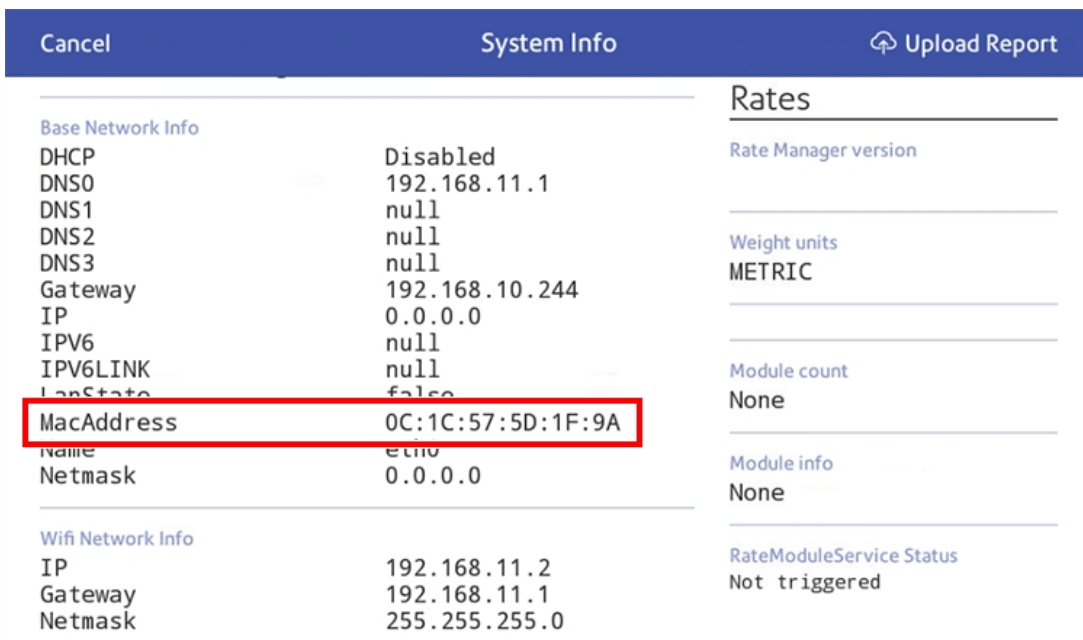 Cancel System Info Upload Report
Base Network Info
DHCP Disabled
DNS0 192.168.11.1
DNS1 null
DNS2 null
DNS3 null
Gateway 192.168.10.244
IP 0.0.0.0
IPV6 null
IPV6LINK null
LanState false
MacAddress 0C:1C:57:5D:1F:9A
Name eth0
Netmask 0.0.0.0
Wifi Network Info
IP 192.168.11.2
Gateway 192.168.11.1
Netmask 255.255.255.0
Rates
Rate Manager version
Weight units
METRIC
Module count
None
Module info
None
RateModuleService Status
Not triggered